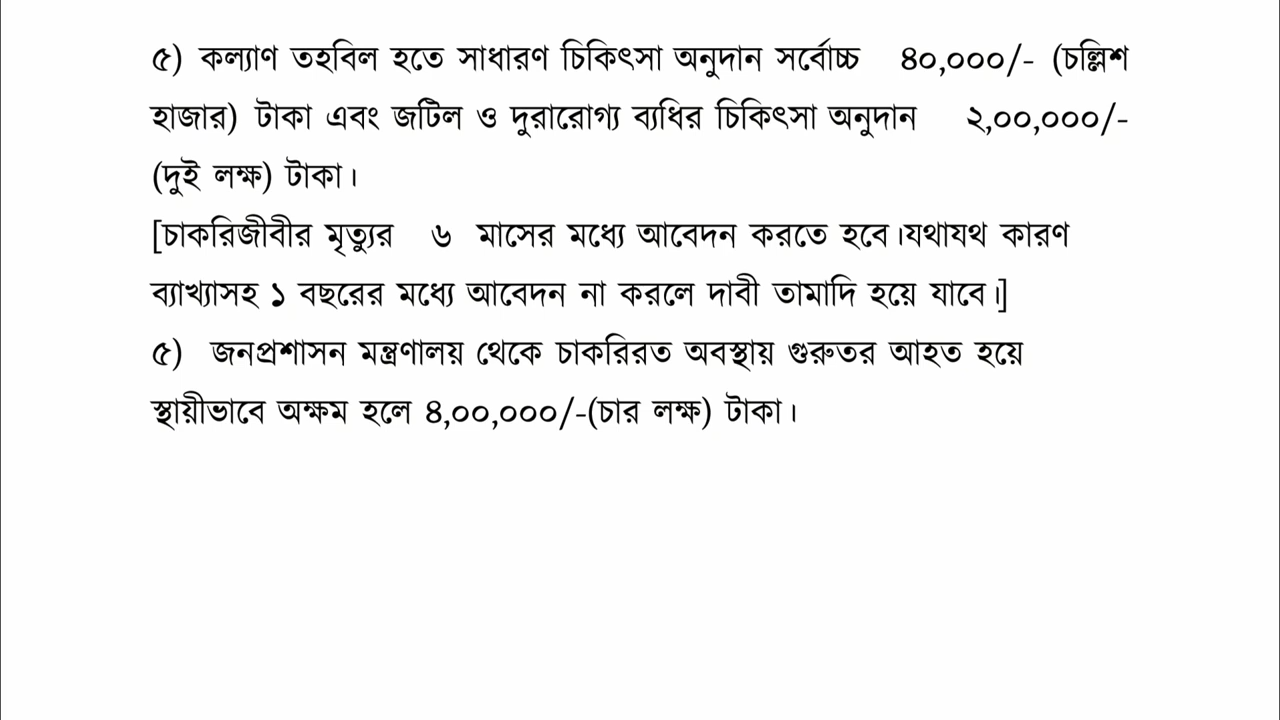 ৫) কল্যাণ তহবিল হতে সাধারণ চিকিৎসা অনুদান সর্বোচ্চ ৪০,০০০/- (চল্লিশ
হাজার) টাকা এবং জটিল ও দুরারোগ্য ব্যধির চিকিৎসা অনুদান ২,০০,০০০/-
(দুই লক্ষ) টাকা।
[চাকরিজীবীর মৃত্যুর ৬ মাসের মধ্যে আবেদন করতে হবে।যথাযথ কারণ
ব্যাখ্যাসহ ১ বছরের মধ্যে আবেদন না করলে দাবী তামাদি হয়ে যাবে।]
৫) জনপ্রশাসন মন্ত্রণালয় থেকে চাকরিরত অবস্থায় গুরুতর আহত হয়ে
স্থায়ীভাবে অক্ষম হলে ৪,০০,০০০/-(চার লক্ষ) টাকা।